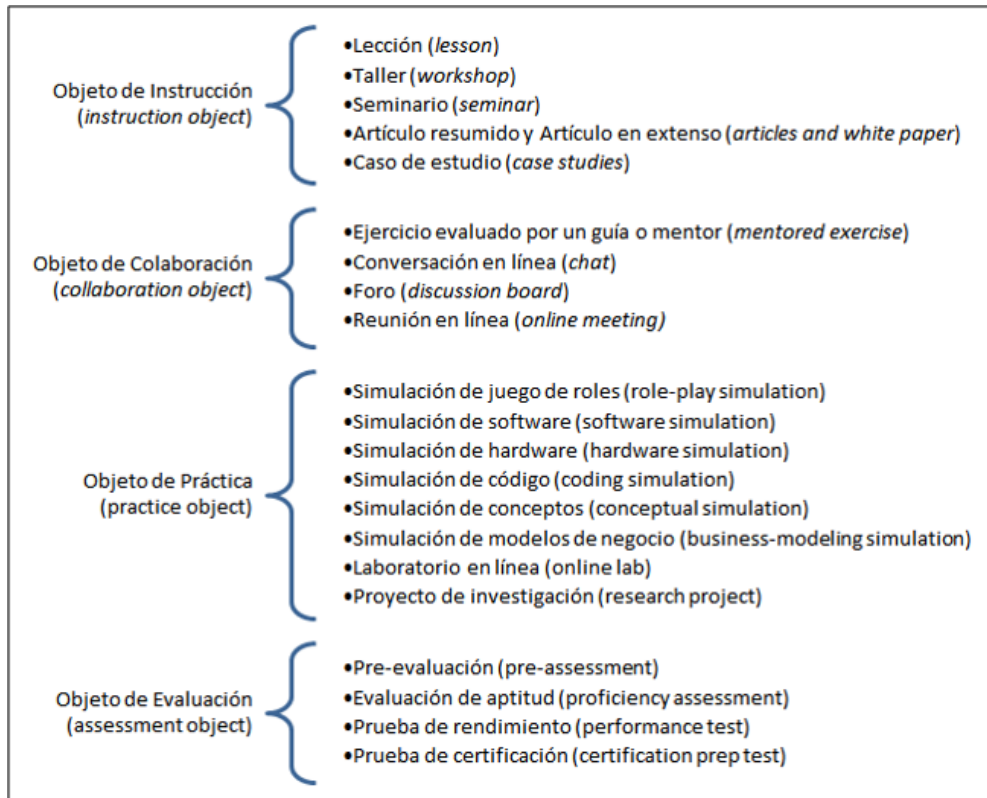 Objeto de Instrucción
(instruction object)
•Lección (lesson)
•Taller (workshop)
•Seminario (seminar)
•Artículo resumido y Artículo en extenso (articles and white paper)
•Caso de estudio (case studies)
Objeto de Colaboración
(collaboration object)
•Ejercicio evaluado por un guía o mentor (mentored exercise)
•Conversación en línea (chat)
•Foro (discussion board)
•Reunión en línea (online meeting)
Objeto de Práctica
(practice object)
•Simulación de juego de roles (role-play simulation)
•Simulación de software (software simulation)
•Simulación de hardware (hardware simulation)
•Simulación de código (coding simulation)
•Simulación de conceptos (conceptual simulation)
•Simulación de modelos de negocio (business-modeling simulation)
•Laboratorio en línea (online lab)
•Proyecto de investigación (research project)
Objeto de Evaluación
(assessment object)
•Pre-evaluación (pre-assessment)
•Evaluación de aptitud (proficiency assessment)
•Prueba de rendimiento (performance test)
•Prueba de certificación (certification prep test)